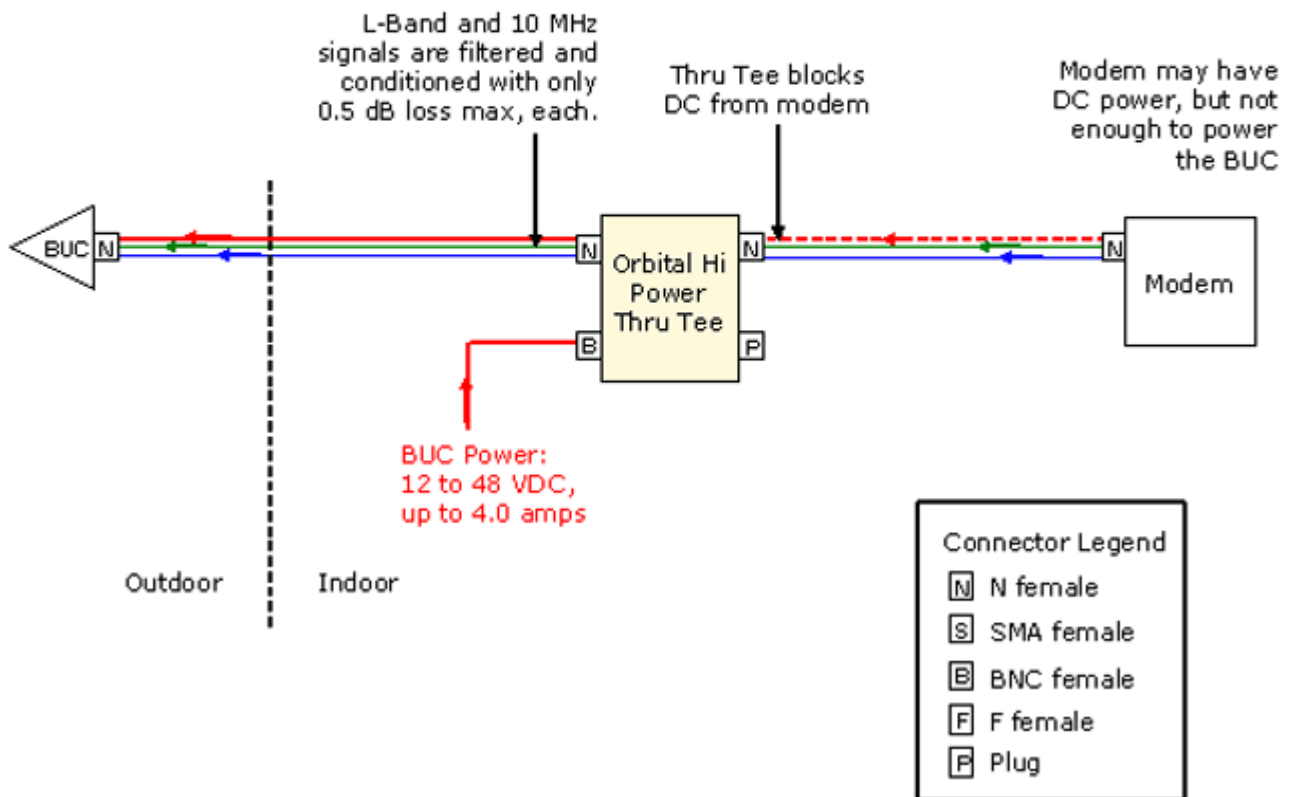 L-Band and 10 MHz
signals are filtered and
conditioned with only
0.5 dB loss max, each.
Thru Tee blocks
DC from modem
Modem may have
DC power, but not
enough to power
the BUC
BUC
N
N
Orbital Hi
Power
Thru Tee
N
N
Modem
B
P
BUC Power:
12 to 48 VDC,
up to 4.0 amps
Outdoor
Indoor
Connector Legend
N N female
S SMA female
B BNC female
F F female
P Plug